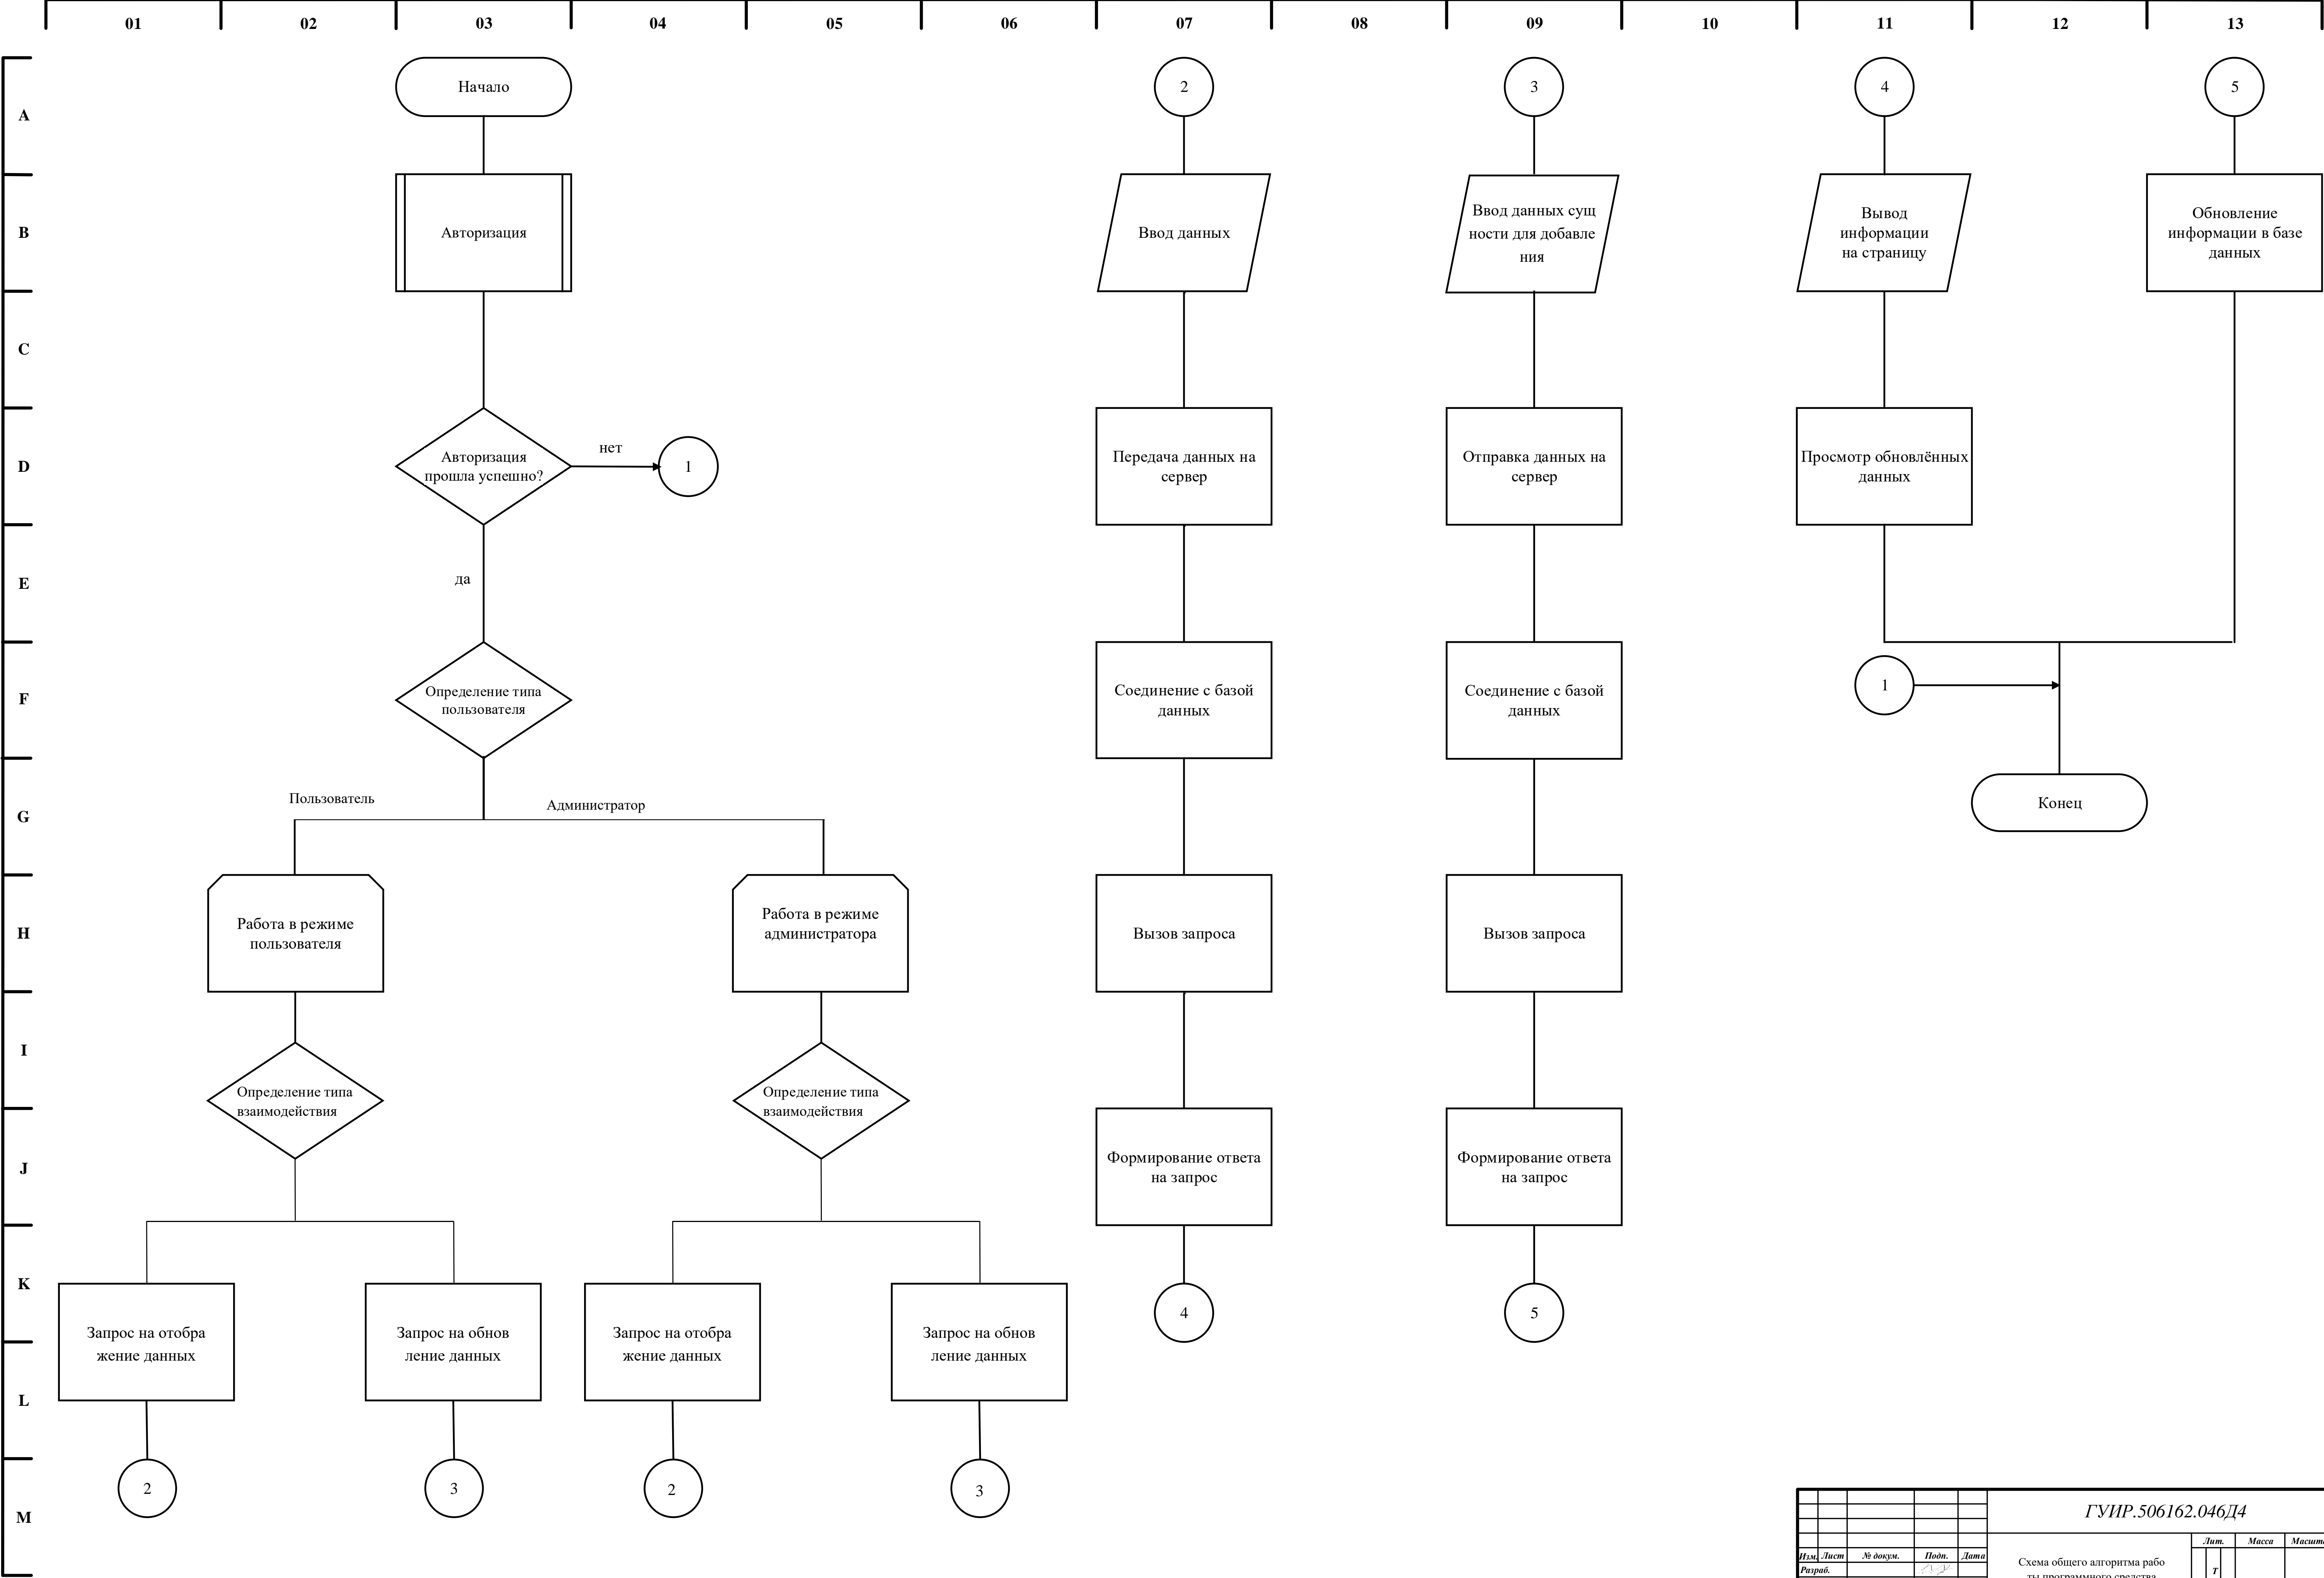 01 02 03 04 05 06 07 08 09 10 11 12 13
A
B
C
D
E
F
G
H
I
J
K
L
M
Начало
Авторизация
Авторизация
прошла успешно?
нет
1
да
Определение типа
пользователя
Пользователь
Администратор
Работа в режиме
пользователя
Работа в режиме
администратора
Определение типа
взаимодействия
Определение типа
взаимодействия
Запрос на отобра
жение данных
Запрос на обнов
ление данных
Запрос на отобра
жение данных
Запрос на обнов
ление данных
2
3
2
3
2
Ввод данных
Передача данных на
сервер
Соединение с базой
данных
Вызов запроса
Формирование ответа
на запрос
4
3
Ввод данных сущ
ности для добавле
ния
Отправка данных на
сервер
Соединение с базой
данных
Вызов запроса
Формирование ответа
на запрос
5
4
Вывод
информации
на страницу
Просмотр обновлённых
данных
1
5
Обновление
информации в базе
данных
Конец
ГУИР.506162.046Д4
Изм. Лист № докум. Подп. Дата
Разраб.
Схема общего алгоритма рабо
ты программного средства
Лит. Масса
Т